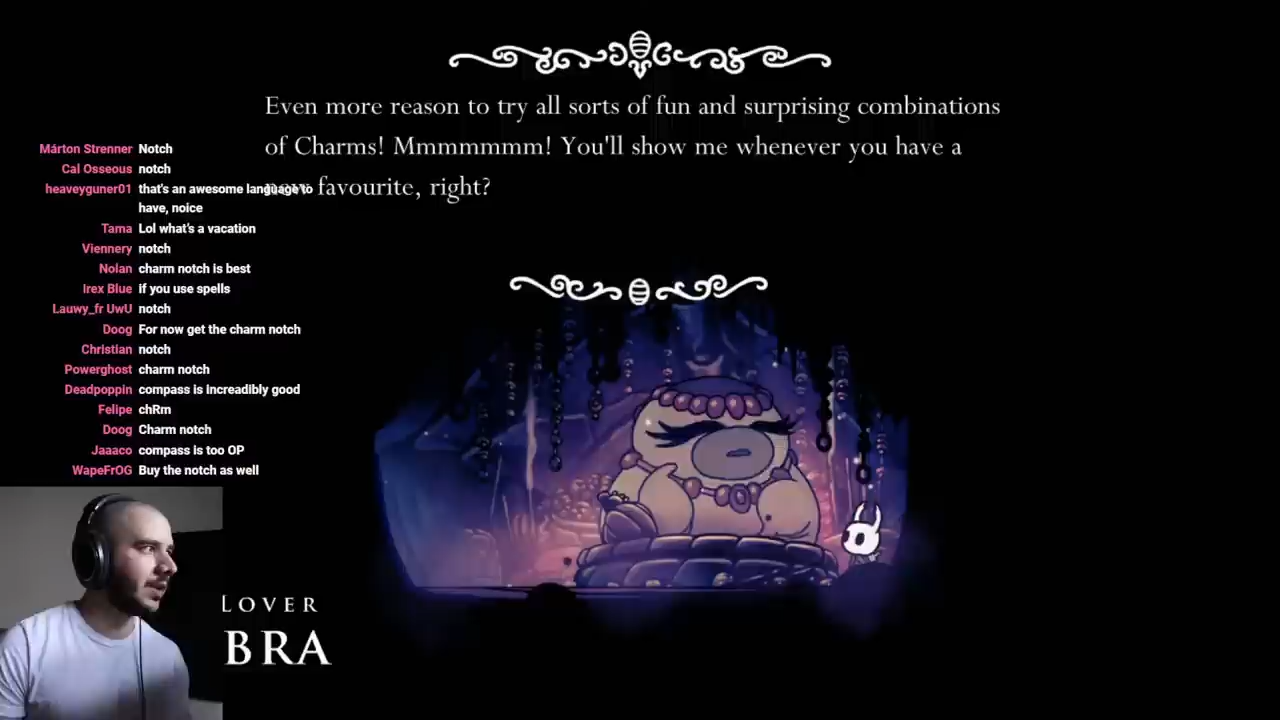 Even more reason to try all sorts of fun and surprising combinations
of Charms! Mmmmmmm! You'll show me whenever you have a
favourite, right?
Márton Strenner Notch
Cal Osseous notch
heaveyguner01 that's an awesome language to
have, noice
Tama Lol what's a vacation
Viennery notch
Nolan charm notch is best
Irex Blue if you use spells
Lauwy_fr UwU notch
Doog For now get the charm notch
Christian notch
Powerghost charm notch
Deadpoppin compass is increadibly good
Felipe chRm
Doog Charm notch
Jaaaco compass is too OP
WapeFrOG Buy the notch as well
LOVER
BRA